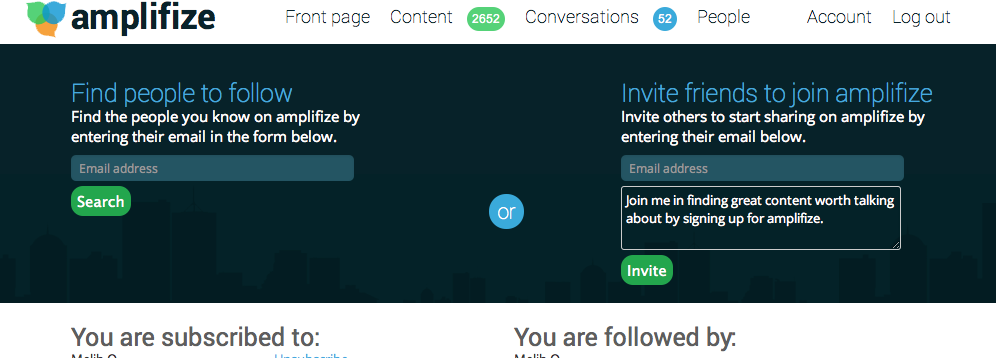 amplifize Front page Content 2652 Conversations 52 People Account Log out
Find people to follow
Find the people you know on amplifize by
entering their email in the form below.
Email address
Search
or
Invite friends to join amplifize
Invite others to start sharing on amplifize by
entering their email below.
Email address
Join me in finding great content worth talking
about by signing up for amplifize.
Invite
You are subscribed to:
You are followed by: